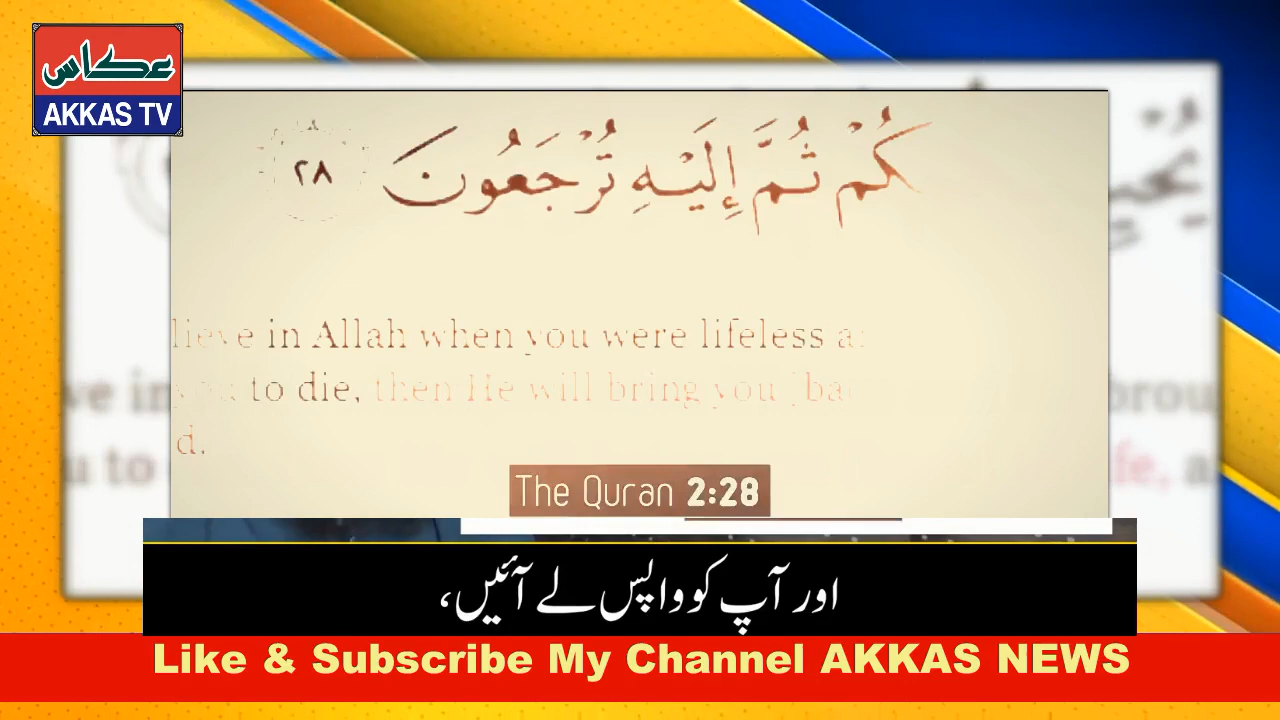 عکاس
AKKAS TV
كُمْ ثُمَّ إِلَيْهِ تُرْجَعُونَ ٢٨
lieve in Allah when you were lifeless a
you to die, then He will bring you [ba
d.
The Quran 2:28
اور آپ کو واپس لے آئیں،
Like & Subscribe My Channel AKKAS NEWS